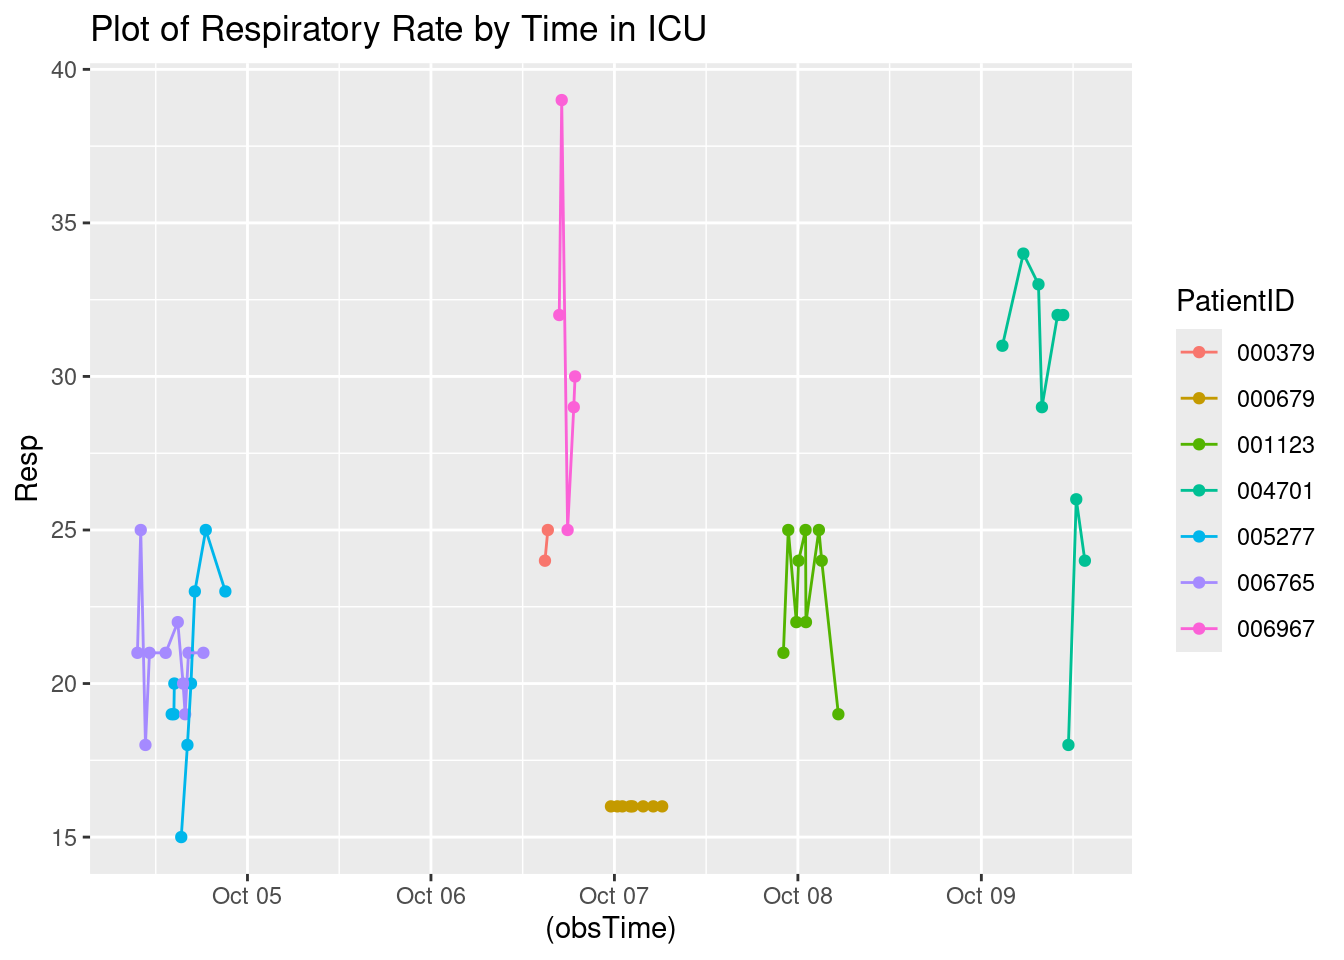 Plot of Respiratory Rate by Time in ICU
40
35
30
25
20
15
Resp
Oct 05 Oct 06 Oct 07 Oct 08 Oct 09
(obsTime)
PatientID
000379
000679
001123
004701
005277
006765
006967